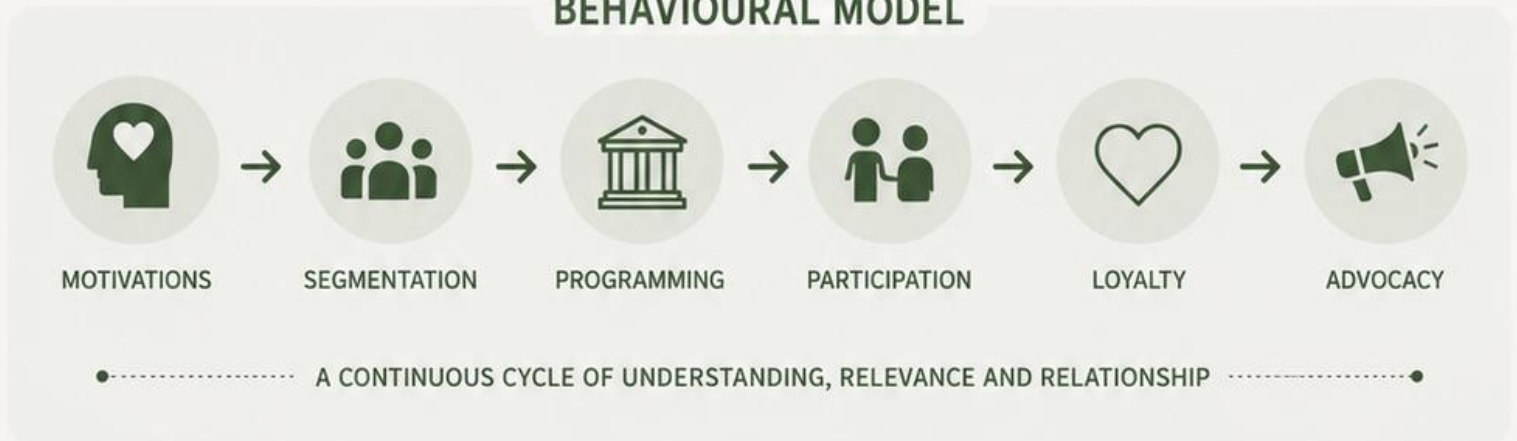 BEHAVIOURAL MODEL
MOTIVATIONS
SEGMENTATION
PROGRAMMING
PARTICIPATION
LOYALTY
ADVOCACY
A CONTINUOUS CYCLE OF UNDERSTANDING, RELEVANCE AND RELATIONSHIP